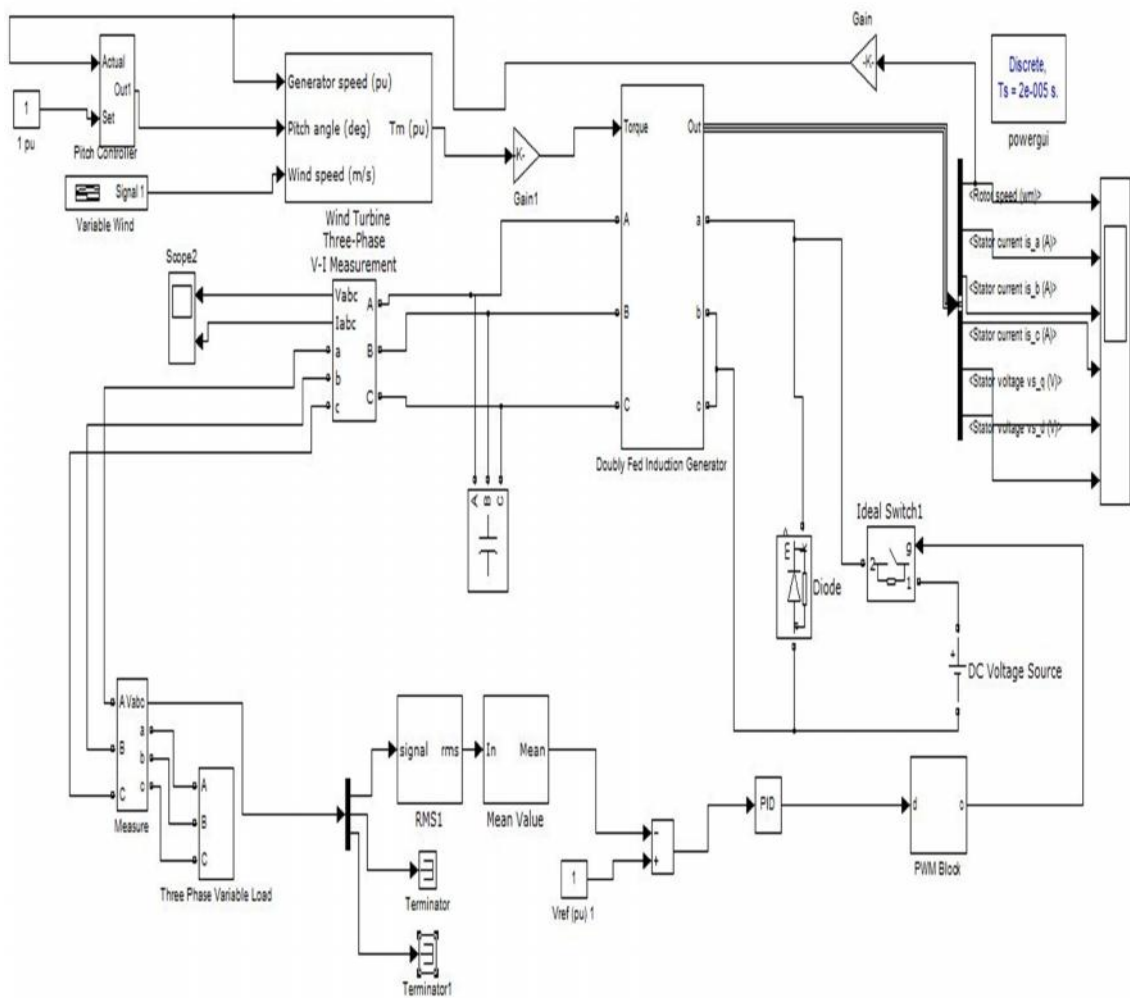 Gain
Discrete,
Ts = 2e-005 s.
powergui
-K-
Actual
Out1
Set
Pitch Controller
1
1 pu
Signal 1
Variable Wind
Generator speed (pu)
Pitch angle (deg)
Tm (pu)
Wind speed (m/s)
Wind Turbine
K-
Gain1
Torque
Out
A
a
B
b
C
c
Doubly Fed Induction Generator
<Rotor speed (wm)>
<Stator current is_a (A)>
<Stator current is_b (A)>
<Stator current is_c (A)>
<Stator voltage vs_q (V)>
<Stator voltage vs_d (V)>
Three-Phase
V-I Measurement
Scope2
Vabc
A
Iabc
a
B
b
C
c
A
B
C
Ideal Switch1
g
2
1
m
Diode
+
DC Voltage Source
A
Vabc
a
B
b
C
c
Measure
A
B
C
Three Phase Variable Load
signal
rms
RMS1
In
Mean
Mean Value
-
+
1
Vref (pu) 1
PID
d
c
PWM Block
Terminator
Terminator1